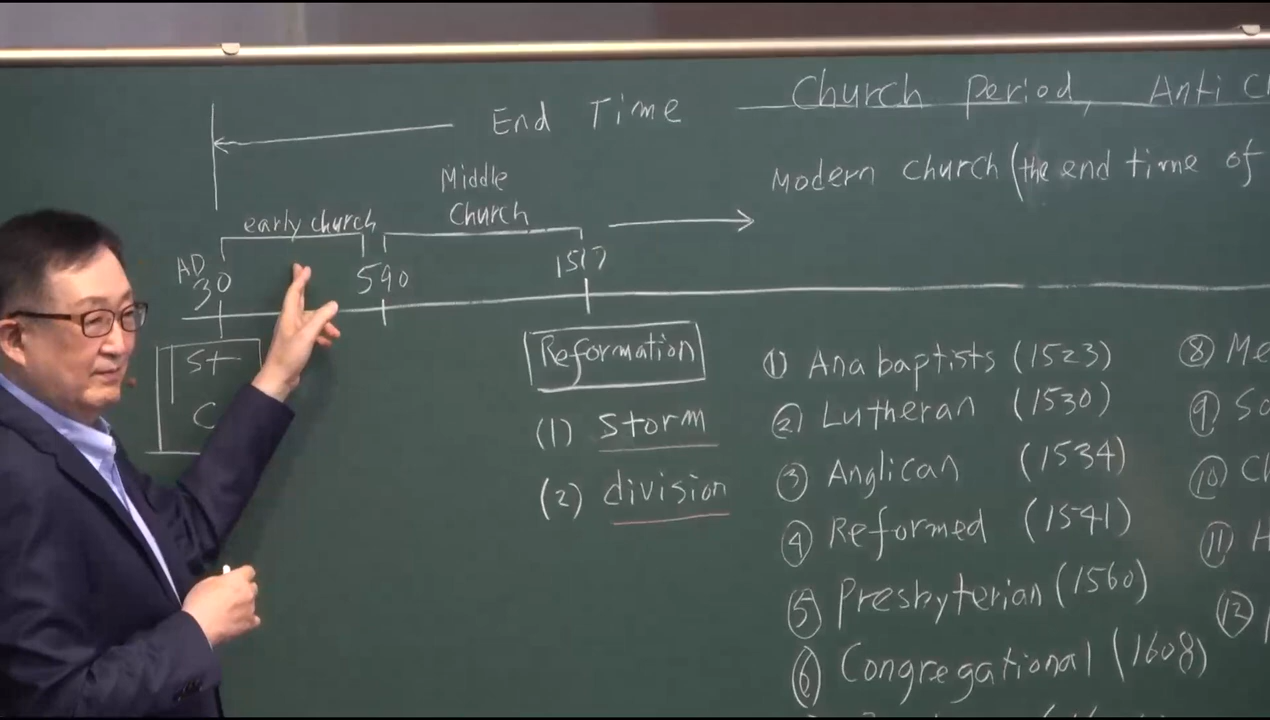 Church Period, Anti
End Time
Modern church (the end time of
Middle
Church
early church
AD
30
590
1517
St
C
Reformation
(1) Storm
(2) division
① Anabaptists (1523)
② Lutheran (1530)
③ Anglican (1534)
④ Reformed (1541)
⑤ Presbyterian (1560)
⑥ Congregational (1608)
⑧ Me
⑨ So
⑩ Ch
⑪ H
⑫